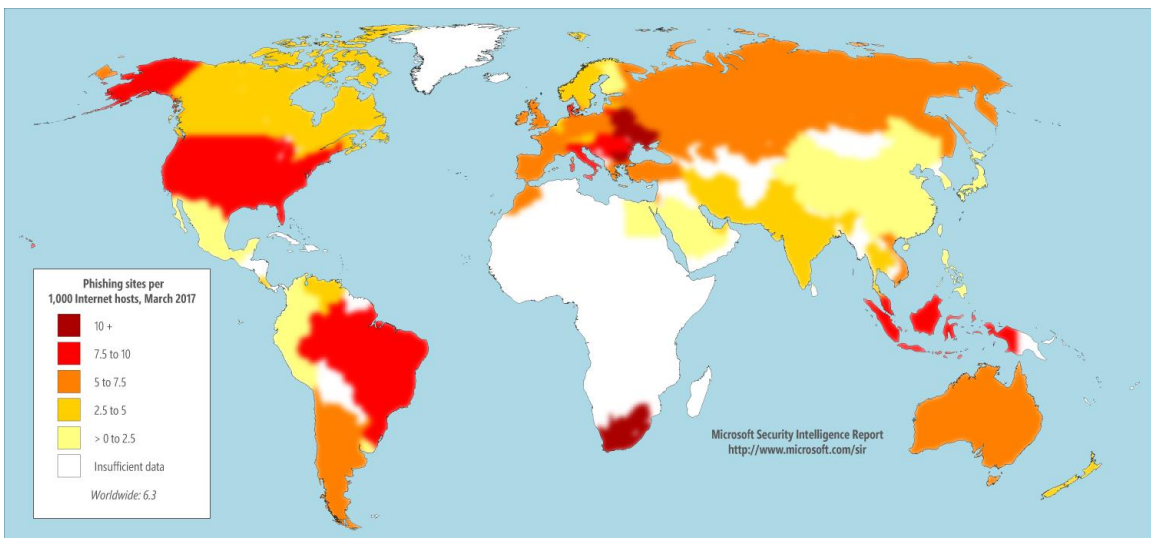 Phishing sites per
1,000 Internet hosts, March 2017
10 +
7.5 to 10
5 to 7.5
2.5 to 5
> 0 to 2.5
Insufficient data
Worldwide: 6.3
Microsoft Security Intelligence Report
http://www.microsoft.com/sir